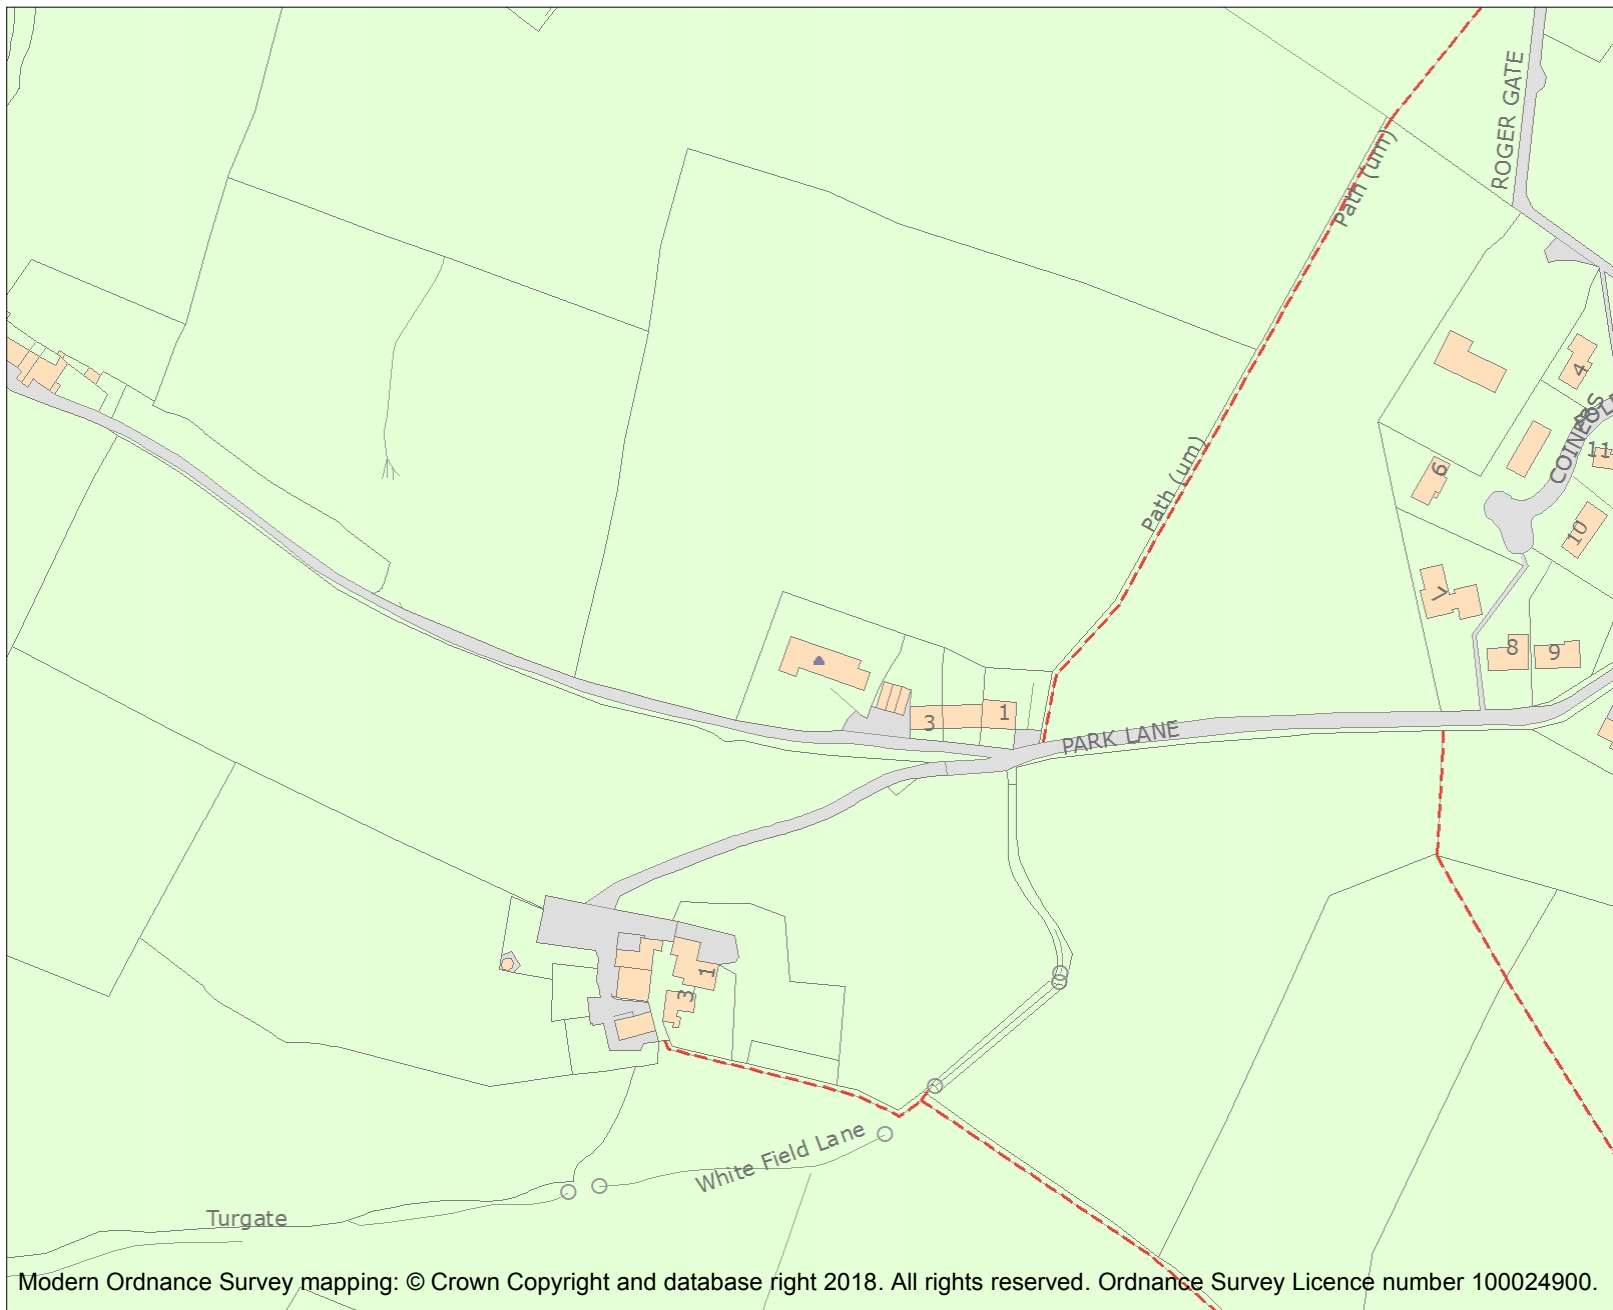 ROGER GATE
Path (um)
4
COINFOLDS
11
6
Path (um)
10
7
8
9
3
1
PARK LANE
1
3
White Field Lane
Turgate
Modern Ordnance Survey mapping: © Crown Copyright and database right 2018. All rights reserved. Ordnance Survey Licence number 100024900.